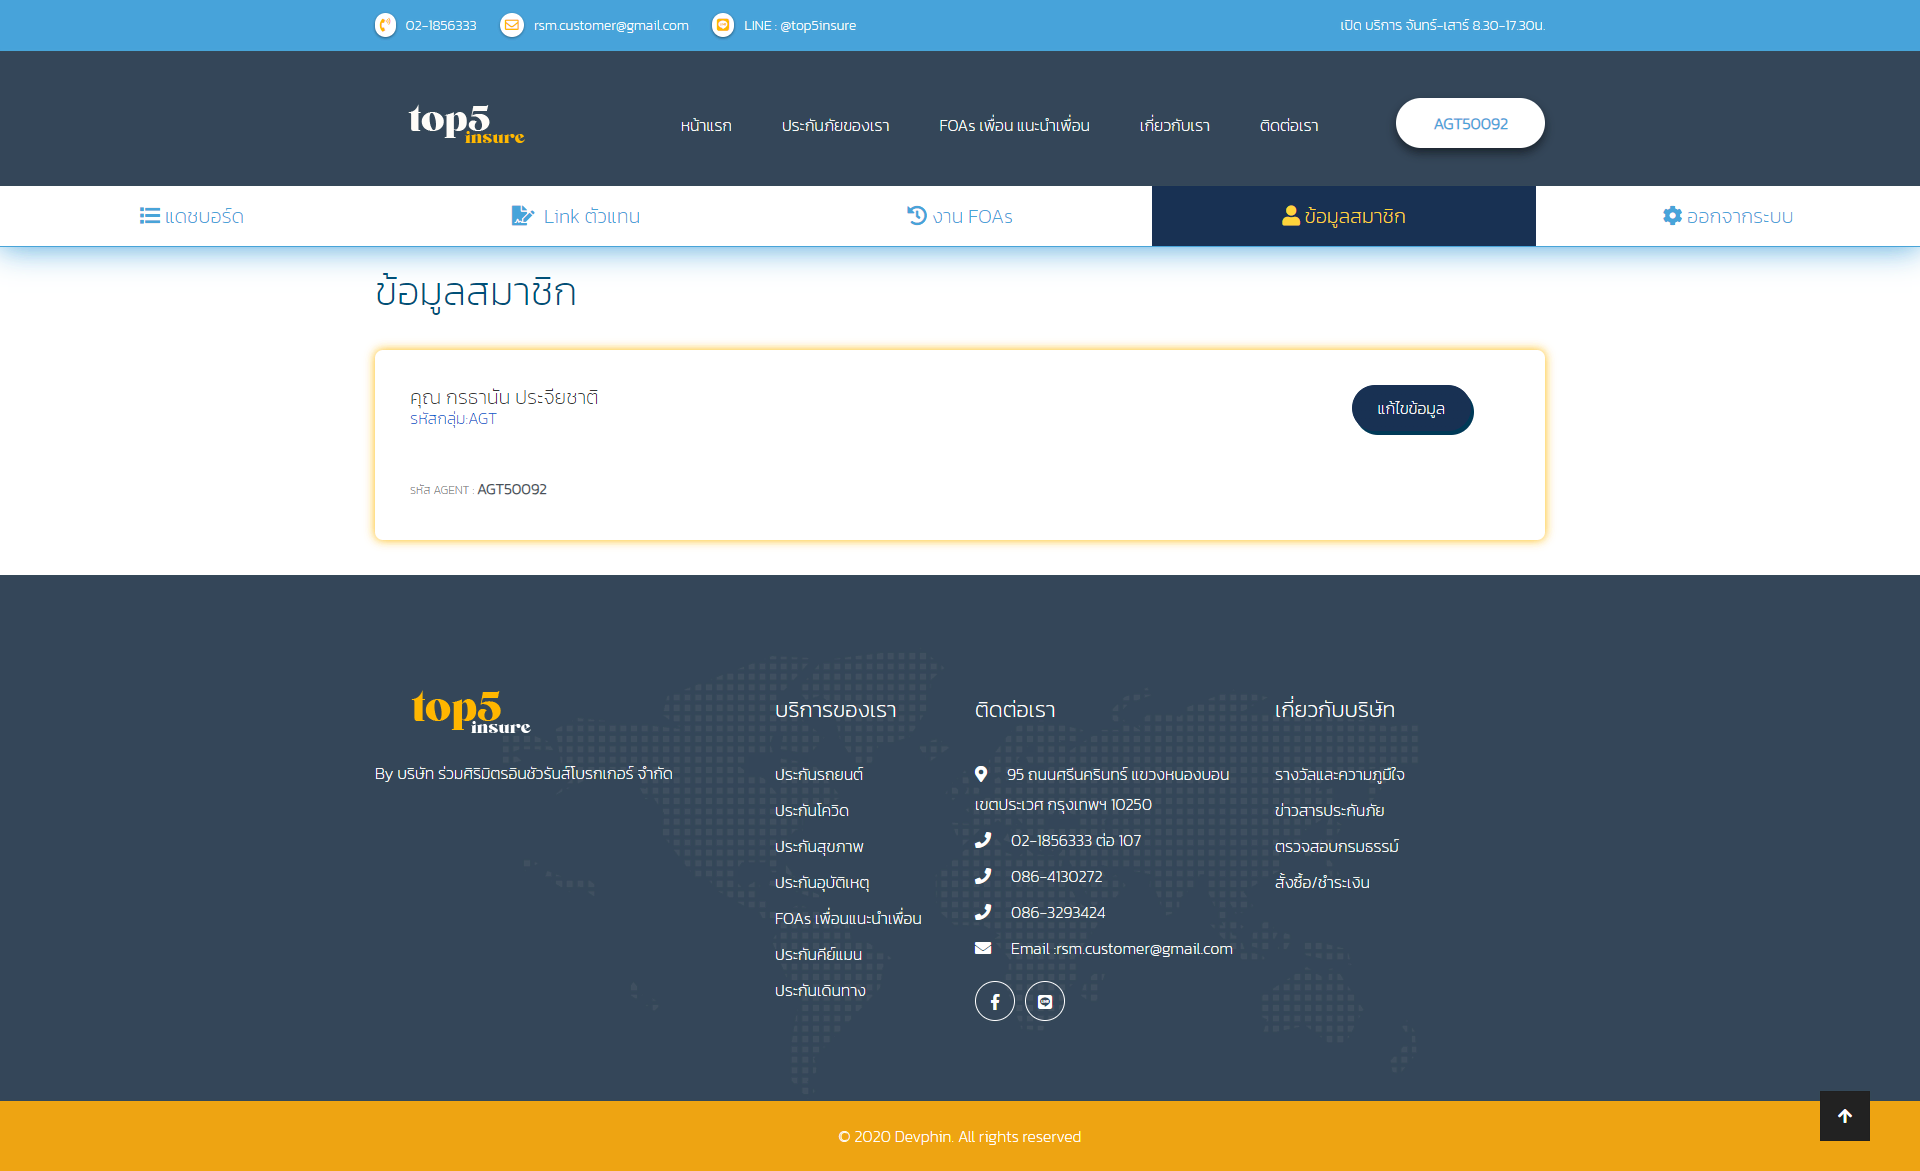 02-1856333 rsm.customer@gmail.com LINE : @top5insure เปิด บริการ จันทร์-เสาร์ 8.30-17.30น.
top5
insure
หน้าแรก ประกันภัยของเรา FOAs เพื่อน แนะนำเพื่อน เกี่ยวกับเรา ติดต่อเรา AGT50092
แดชบอร์ด Link ตัวแทน งาน FOAs ข้อมูลสมาชิก ออกจากระบบ
ข้อมูลสมาชิก
คุณ กรธานัน ประจียชาติ
รหัสกลุ่ม:AGT
แก้ไขข้อมูล
รหัส AGENT : AGT50092
top5
insure
By บริษัท ร่วมศิริมิตรอินชัวรันส์โบรกเกอร์ จำกัด
บริการของเรา
ประกันรถยนต์
ประกันโควิด
ประกันสุขภาพ
ประกันอุบัติเหตุ
FOAs เพื่อนแนะนำเพื่อน
ประกันคีย์แมน
ประกันเดินทาง
ติดต่อเรา
95 ถนนศรีนครินทร์ แขวงหนองบอน
เขตประเวศ กรุงเทพฯ 10250
02-1856333 ต่อ 107
086-4130272
086-3293424
Email :rsm.customer@gmail.com
เกี่ยวกับบริษัท
รางวัลและความภูมืใจ
ข่าวสารประกันภัย
ตรวจสอบกรมธรรม์
สั้งซื้อ/ชำระเงิน
© 2020 Devphin. All rights reserved